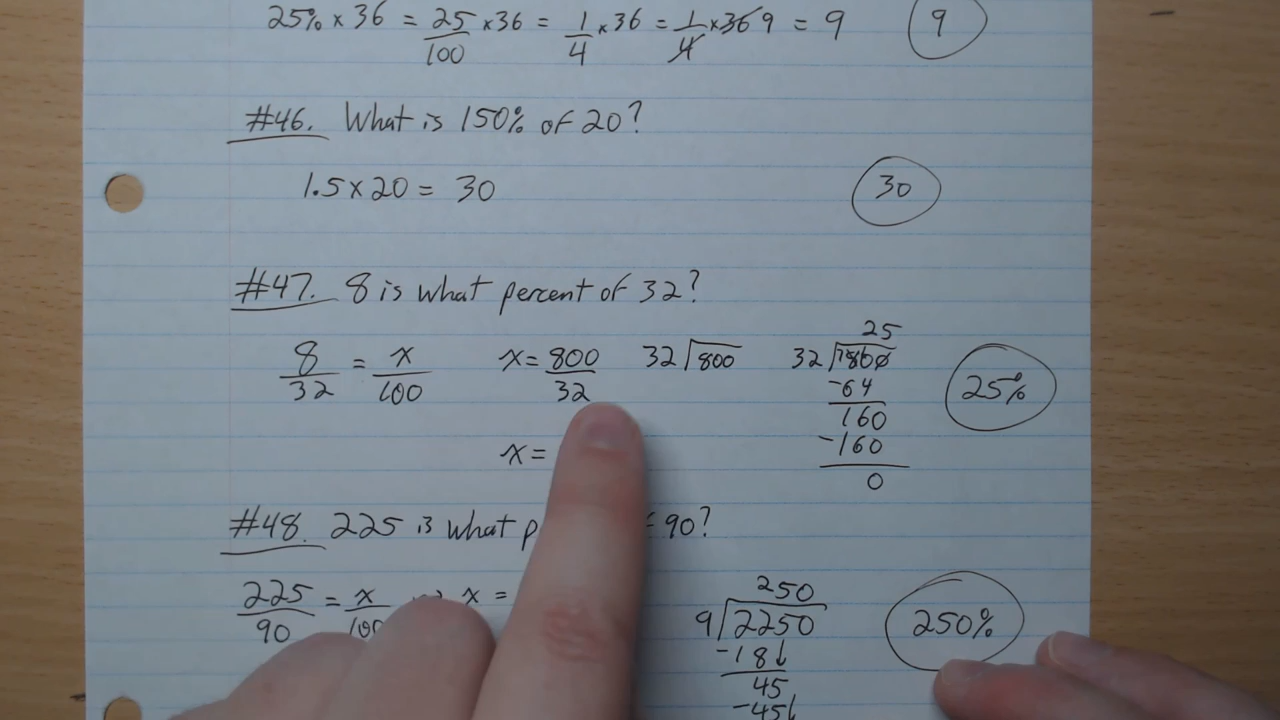 25% x 36 = 25/100 x 36 = 1/4 x 36 = 1/4 x 36 9 = 9 9
#46. What is 150% of 20?
1.5 x 20 = 30 30
#47. 8 is what percent of 32?
25
8/32 = x/100 x = 800/32 32)800 32)800 25%
-64
160
x = -160
0
#48. 225 is what 90?
250
225/90 = x/100 x = 9)2250 250%
-18↓
45
-45↓